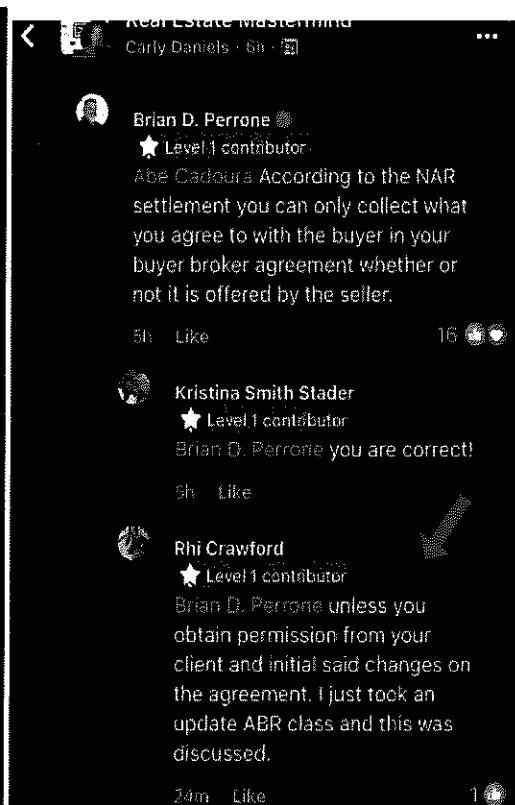 Real Estate Mastermind
Carly Daniels · 6h ·
Brian D. Perrone
Level 1 contributor
Abe Cadoura According to the NAR
settlement you can only collect what
you agree to with the buyer in your
buyer broker agreement whether or
not it is offered by the seller.
5h Like 16
Kristina Smith Stader
Level 1 contributor
Brian D. Perrone you are correct!
5h Like
Rhi Crawford
Level 1 contributor
Brian D. Perrone unless you
obtain permission from your
client and initial said changes on
the agreement. I just took an
update ABR class and this was
discussed.
24m Like 1